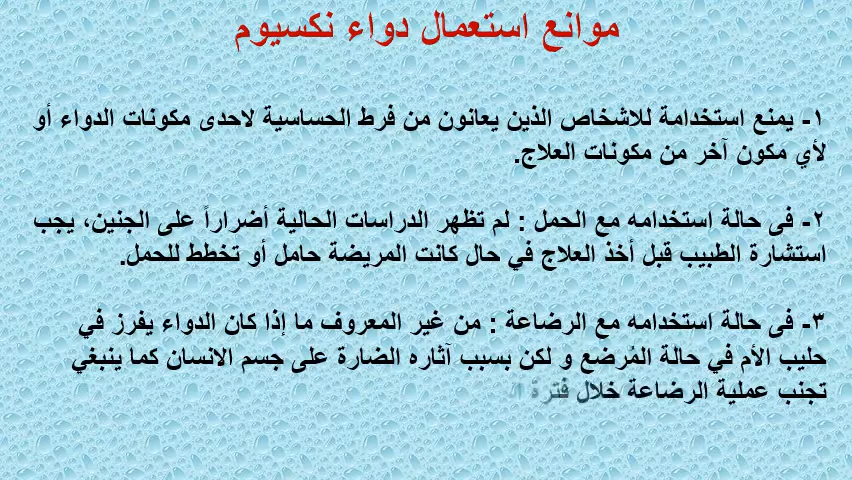 موانع استعمال دواء نكسيوم
١- يمنع استخدامة للاشخاص الذين يعانون من فرط الحساسية لاحدى مكونات الدواء أو
لأي مكون آخر من مكونات العلاج.
٢- فى حالة استخدامه مع الحمل : لم تظهر الدراسات الحالية أضراراً على الجنين، يجب
استشارة الطبيب قبل أخذ العلاج في حال كانت المريضة حامل أو تخطط للحمل.
٣- فى حالة استخدامه مع الرضاعة : من غير المعروف ما إذا كان الدواء يفرز في
حليب الأم في حالة المُرضع و لكن بسبب آثاره الضارة على جسم الانسان كما ينبغي
تجنب عملية الرضاعة خلال فترة